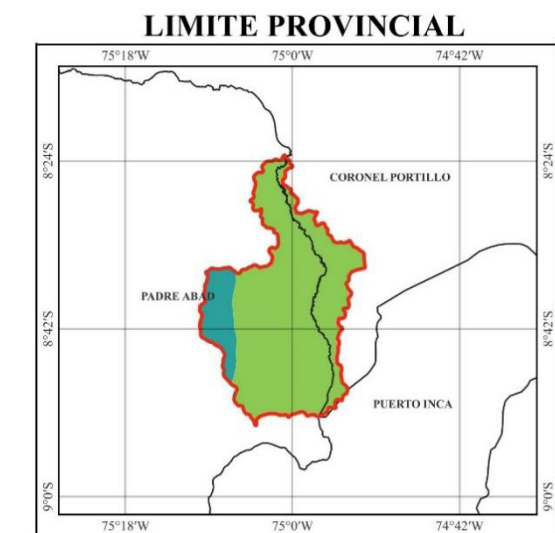 LIMITE PROVINCIAL
75°18'W 75°0'W 74°42'W
8°24'S 8°24'S
CORONEL PORTILLO
PADRE ABAD
8°42'S 8°42'S
PUERTO INCA
9°0'S 9°0'S
75°18'W 75°0'W 74°42'W